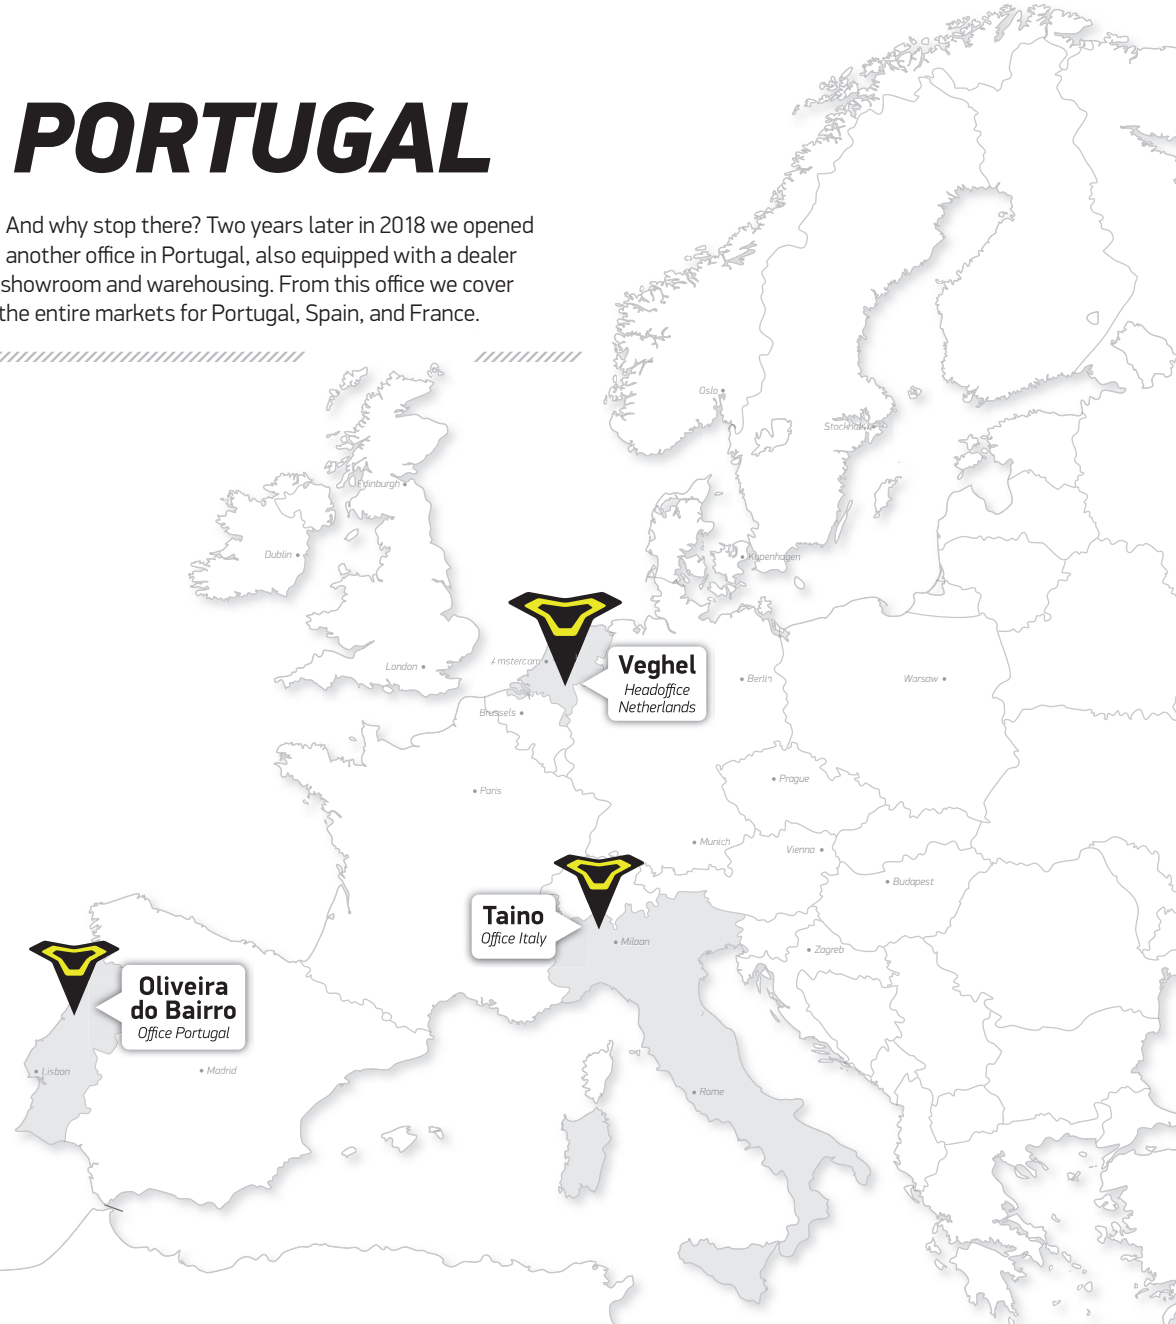 PORTUGAL
And why stop there? Two years later in 2018 we opened
another office in Portugal, also equipped with a dealer
showroom and warehousing. From this office we cover
the entire markets for Portugal, Spain, and France.
Oslo
Stockholm
Edinburgh
Dublin
Kopenhagen
London
Amsterdam
Veghel
Headoffice
Netherlands
Berlin
Warsaw
Brussels
Prague
Paris
Munich
Vienna
Budapest
Taino
Office Italy
Milaan
Zagreb
Oliveira
do Bairro
Office Portugal
Lisbon
Madrid
Rome